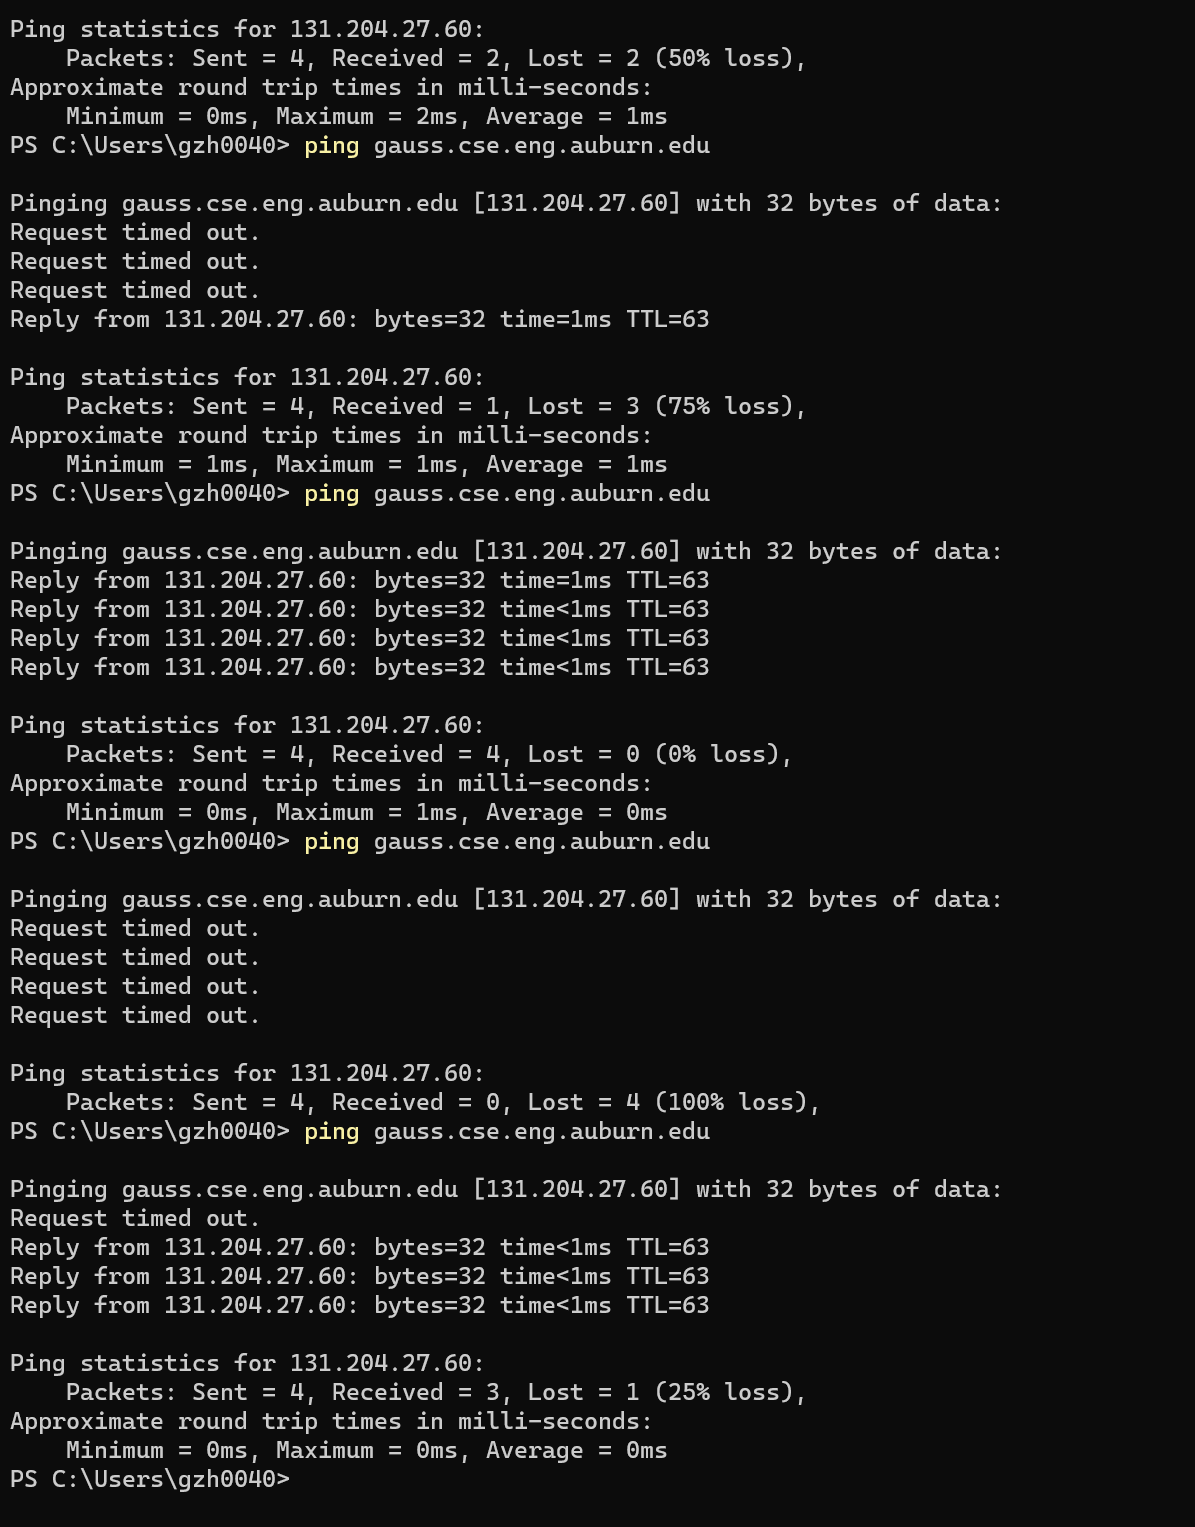 Ping statistics for 131.204.27.60:
    Packets: Sent = 4, Received = 2, Lost = 2 (50% loss),
Approximate round trip times in milli-seconds:
    Minimum = 0ms, Maximum = 2ms, Average = 1ms
PS C:\Users\gzh0040> ping gauss.cse.eng.auburn.edu

Pinging gauss.cse.eng.auburn.edu [131.204.27.60] with 32 bytes of data:
Request timed out.
Request timed out.
Request timed out.
Reply from 131.204.27.60: bytes=32 time=1ms TTL=63

Ping statistics for 131.204.27.60:
    Packets: Sent = 4, Received = 1, Lost = 3 (75% loss),
Approximate round trip times in milli-seconds:
    Minimum = 1ms, Maximum = 1ms, Average = 1ms
PS C:\Users\gzh0040> ping gauss.cse.eng.auburn.edu

Pinging gauss.cse.eng.auburn.edu [131.204.27.60] with 32 bytes of data:
Reply from 131.204.27.60: bytes=32 time=1ms TTL=63
Reply from 131.204.27.60: bytes=32 time<1ms TTL=63
Reply from 131.204.27.60: bytes=32 time<1ms TTL=63
Reply from 131.204.27.60: bytes=32 time<1ms TTL=63

Ping statistics for 131.204.27.60:
    Packets: Sent = 4, Received = 4, Lost = 0 (0% loss),
Approximate round trip times in milli-seconds:
    Minimum = 0ms, Maximum = 1ms, Average = 0ms
PS C:\Users\gzh0040> ping gauss.cse.eng.auburn.edu

Pinging gauss.cse.eng.auburn.edu [131.204.27.60] with 32 bytes of data:
Request timed out.
Request timed out.
Request timed out.
Request timed out.

Ping statistics for 131.204.27.60:
    Packets: Sent = 4, Received = 0, Lost = 4 (100% loss),
PS C:\Users\gzh0040> ping gauss.cse.eng.auburn.edu

Pinging gauss.cse.eng.auburn.edu [131.204.27.60] with 32 bytes of data:
Request timed out.
Reply from 131.204.27.60: bytes=32 time<1ms TTL=63
Reply from 131.204.27.60: bytes=32 time<1ms TTL=63
Reply from 131.204.27.60: bytes=32 time<1ms TTL=63

Ping statistics for 131.204.27.60:
    Packets: Sent = 4, Received = 3, Lost = 1 (25% loss),
Approximate round trip times in milli-seconds:
    Minimum = 0ms, Maximum = 0ms, Average = 0ms
PS C:\Users\gzh0040>